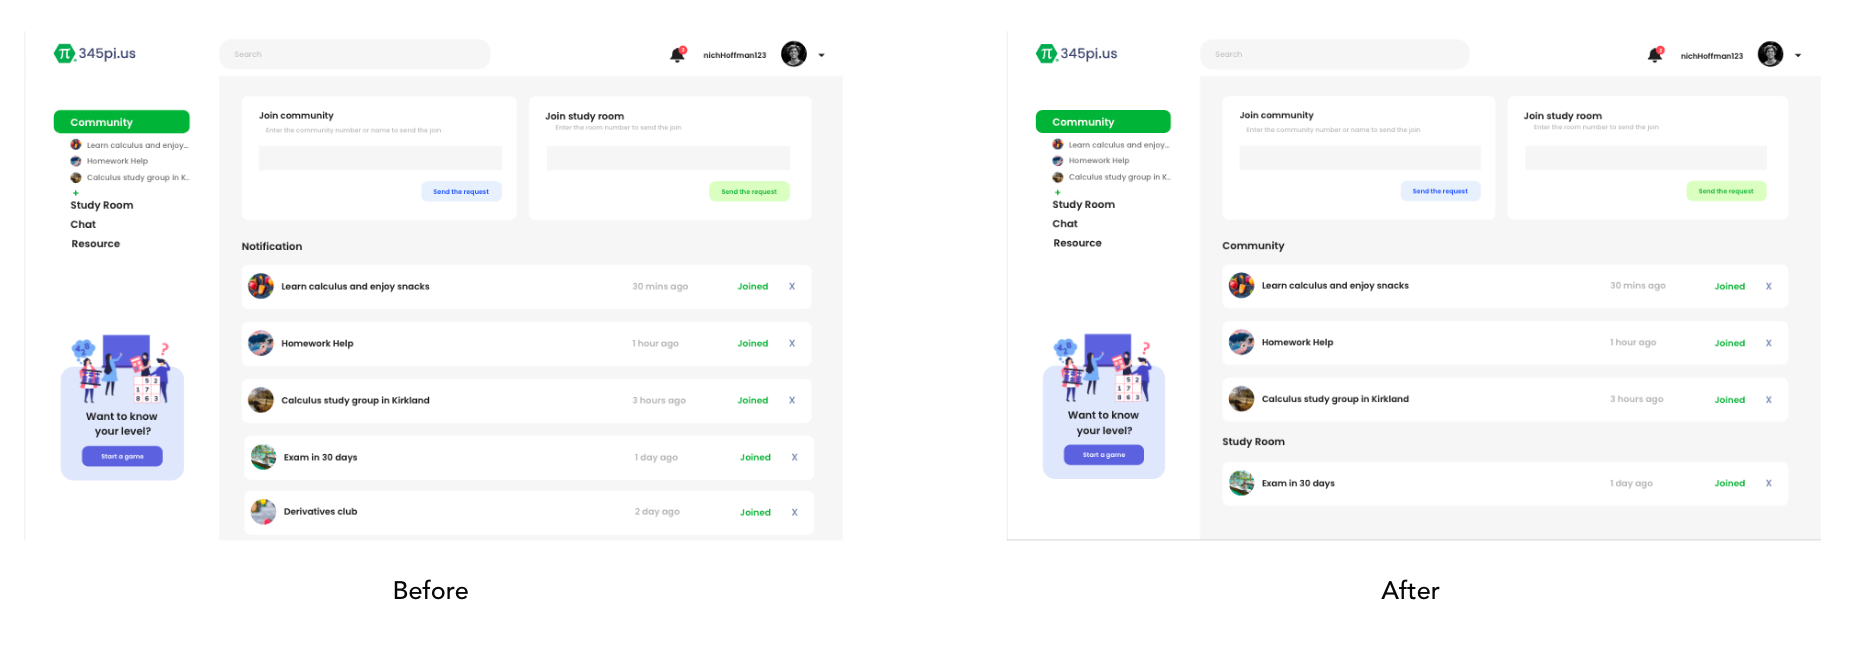 345pi.us
Search
2
nichHoffman123
Community
Learn calculus and enjoy...
Homework Help
Calculus study group in K..
+
Study Room
Chat
Resource
Want to know
your level?
Start a game
Join community
Enter the community number or name to send the join
Send the request
Join study room
Enter the room number to send the join
Send the request
Notification
Learn calculus and enjoy snacks 30 mins ago Joined X
Homework Help 1 hour ago Joined X
Calculus study group in Kirkland 3 hours ago Joined X
Exam in 30 days 1 day ago Joined X
Derivatives club 2 day ago Joined X
Before
345pi.us
Search
2
nichHoffman123
Community
Learn calculus and enjoy...
Homework Help
Calculus study group in K..
+
Study Room
Chat
Resource
Want to know
your level?
Start a game
Join community
Enter the community number or name to send the join
Send the request
Join study room
Enter the room number to send the join
Send the request
Community
Learn calculus and enjoy snacks 30 mins ago Joined X
Homework Help 1 hour ago Joined X
Calculus study group in Kirkland 3 hours ago Joined X
Study Room
Exam in 30 days 1 day ago Joined X
After